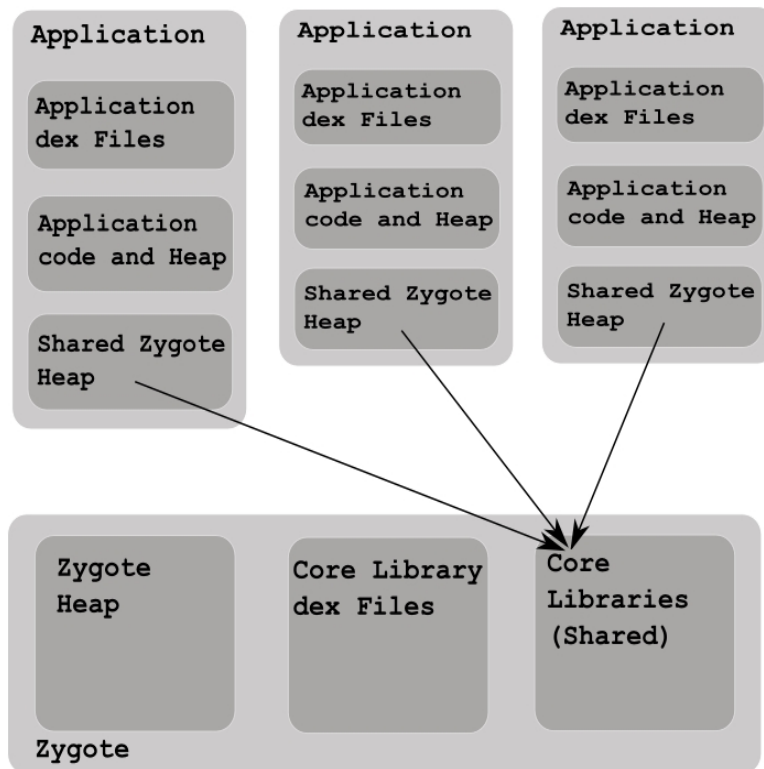 Application
Application
dex Files
Application
code and Heap
Shared Zygote
Heap
Application
Application
dex Files
Application
code and Heap
Shared Zygote
Heap
Application
Application
dex Files
Application
code and Heap
Shared Zygote
Heap
Zygote
Heap
Core Library
dex Files
Core
Libraries
(Shared)
Zygote